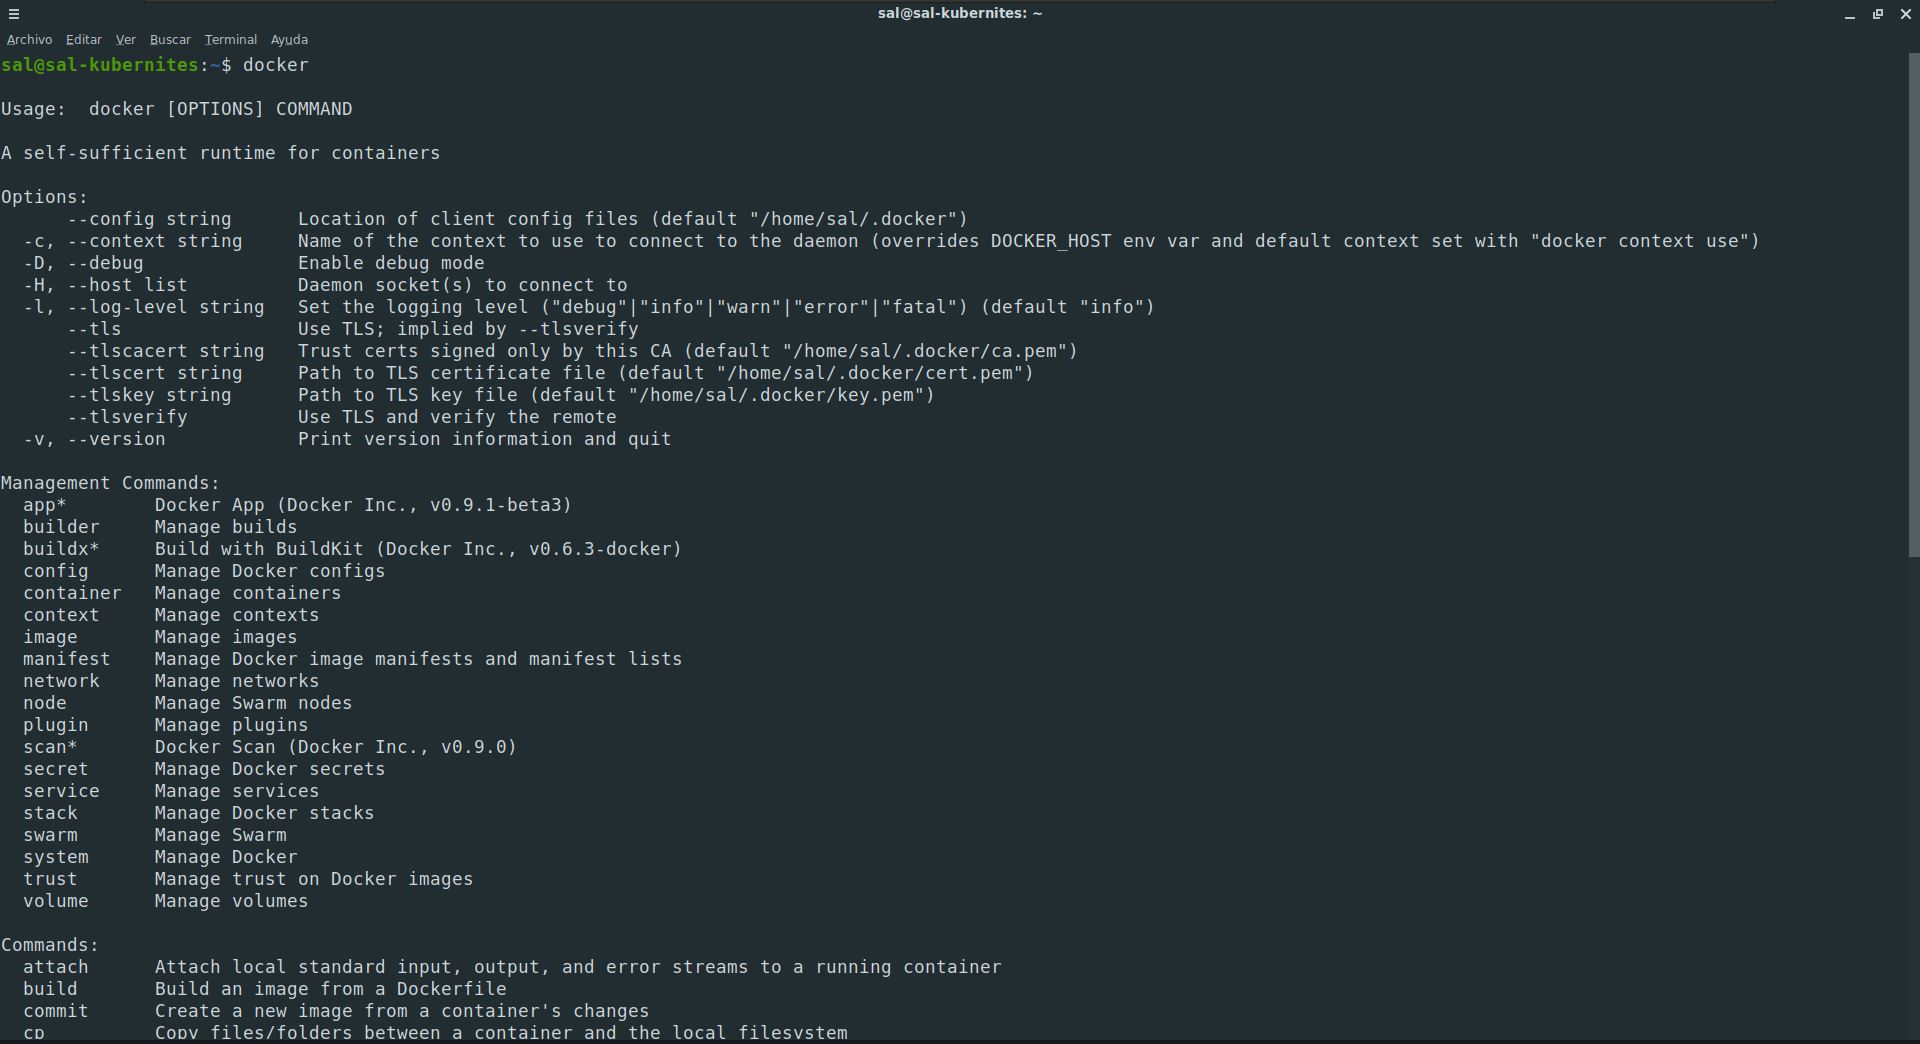 sal@sal-kubernites: ~
Archivo Editar Ver Buscar Terminal Ayuda
sal@sal-kubernites:~$ docker
Usage:  docker [OPTIONS] COMMAND
A self-sufficient runtime for containers
Options:
      --config string      Location of client config files (default "/home/sal/.docker")
  -c, --context string     Name of the context to use to connect to the daemon (overrides DOCKER_HOST env var and default context set with "docker context use")
  -D, --debug              Enable debug mode
  -H, --host list          Daemon socket(s) to connect to
  -l, --log-level string   Set the logging level ("debug"|"info"|"warn"|"error"|"fatal") (default "info")
      --tls                Use TLS; implied by --tlsverify
      --tlscacert string   Trust certs signed only by this CA (default "/home/sal/.docker/ca.pem")
      --tlscert string     Path to TLS certificate file (default "/home/sal/.docker/cert.pem")
      --tlskey string      Path to TLS key file (default "/home/sal/.docker/key.pem")
      --tlsverify          Use TLS and verify the remote
  -v, --version            Print version information and quit
Management Commands:
  app*        Docker App (Docker Inc., v0.9.1-beta3)
  builder     Manage builds
  buildx*     Build with BuildKit (Docker Inc., v0.6.3-docker)
  config      Manage Docker configs
  container   Manage containers
  context     Manage contexts
  image       Manage images
  manifest    Manage Docker image manifests and manifest lists
  network     Manage networks
  node        Manage Swarm nodes
  plugin      Manage plugins
  scan*       Docker Scan (Docker Inc., v0.9.0)
  secret      Manage Docker secrets
  service     Manage services
  stack       Manage Docker stacks
  swarm       Manage Swarm
  system      Manage Docker
  trust       Manage trust on Docker images
  volume      Manage volumes
Commands:
  attach      Attach local standard input, output, and error streams to a running container
  build       Build an image from a Dockerfile
  commit      Create a new image from a container's changes
  cp          Copy files/folders between a container and the local filesystem